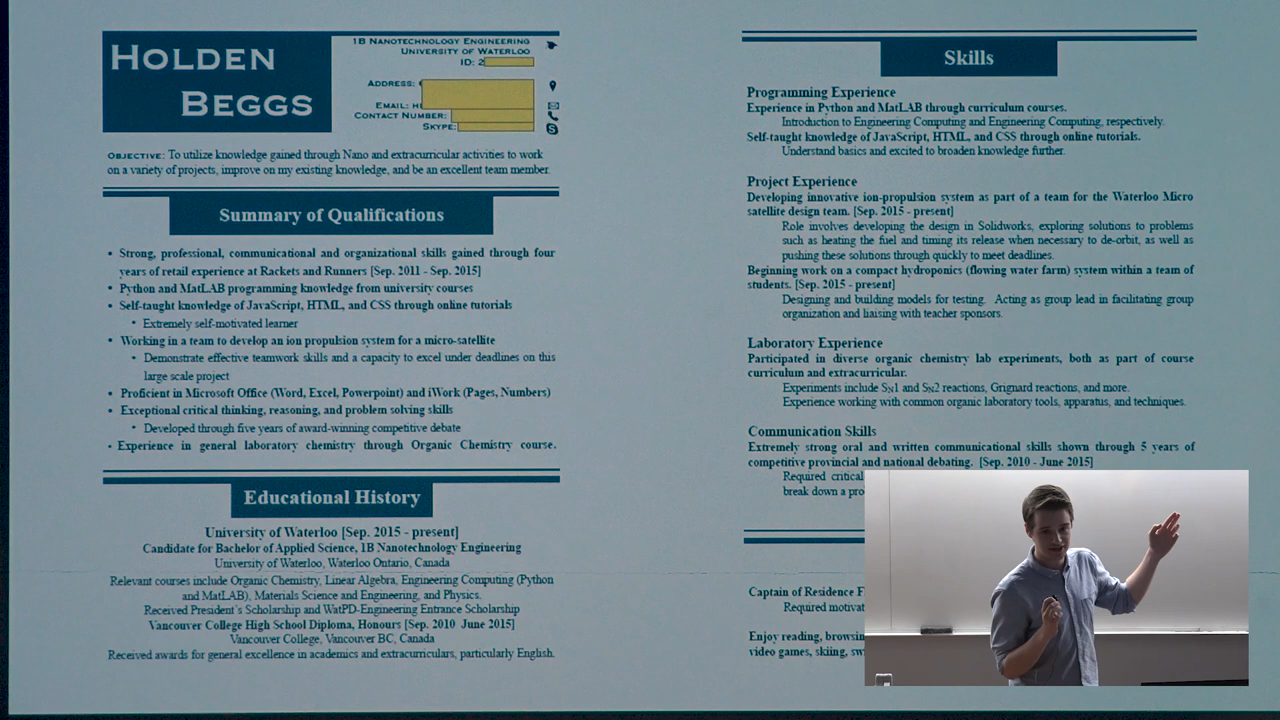 HOLDEN
BEGGS
1B NANOTECHNOLOGY ENGINEERING
UNIVERSITY OF WATERLOO
ID: 2
ADDRESS:
EMAIL:
CONTACT NUMBER:
SKYPE:
OBJECTIVE: To utilize knowledge gained through Nano and extracurricular activities to work
on a variety of projects, improve on my existing knowledge, and be an excellent team member.
Summary of Qualifications
• Strong, professional, communicational and organizational skills gained through four
years of retail experience at Rackets and Runners [Sep. 2011 - Sep. 2015]
• Python and MatLAB programming knowledge from university courses
• Self-taught knowledge of JavaScript, HTML, and CSS through online tutorials
• Extremely self-motivated learner
• Working in a team to develop an ion propulsion system for a micro-satellite
• Demonstrate effective teamwork skills and a capacity to excel under deadlines on this
large scale project
• Proficient in Microsoft Office (Word, Excel, Powerpoint) and iWork (Pages, Numbers)
• Exceptional critical thinking, reasoning, and problem solving skills
• Developed through five years of award-winning competitive debate
• Experience in general laboratory chemistry through Organic Chemistry course.
Educational History
University of Waterloo [Sep. 2015 - present]
Candidate for Bachelor of Applied Science, 1B Nanotechnology Engineering
University of Waterloo, Waterloo Ontario, Canada
Relevant courses include Organic Chemistry, Linear Algebra, Engineering Computing (Python
and MatLAB), Materials Science and Engineering, and Physics.
Received President's Scholarship and WatPD-Engineering Entrance Scholarship
Vancouver College High School Diploma, Honours [Sep. 2010 June 2015]
Vancouver College, Vancouver BC, Canada
Received awards for general excellence in academics and extracurriculars, particularly English.
Skills
Programming Experience
Experience in Python and MatLAB through curriculum courses.
Introduction to Engineering Computing and Engineering Computing, respectively.
Self-taught knowledge of JavaScript, HTML, and CSS through online tutorials.
Understand basics and excited to broaden knowledge further.
Project Experience
Developing innovative ion-propulsion system as part of a team for the Waterloo Micro
satellite design team. [Sep. 2015 - present]
Role involves developing the design in Solidworks, exploring solutions to problems
such as heating the fuel and timing its release when necessary to de-orbit, as well as
pushing these solutions through quickly to meet deadlines.
Beginning work on a compact hydroponics (flowing water farm) system within a team of
students. [Sep. 2015 - present]
Designing and building models for testing. Acting as group lead in facilitating group
organization and liaising with teacher sponsors.
Laboratory Experience
Participated in diverse organic chemistry lab experiments, both as part of course
curriculum and extracurricular.
Experiments include SN1 and SN2 reactions, Grignard reactions, and more.
Experience working with common organic laboratory tools, apparatus, and techniques.
Communication Skills
Extremely strong oral and written communicational skills shown through 5 years of
competitive provincial and national debating. [Sep. 2010 - June 2015]
Required critical
break down a pro
Captain of Residence F
Required motivat
Enjoy reading, browsin
video games, skiing, sw